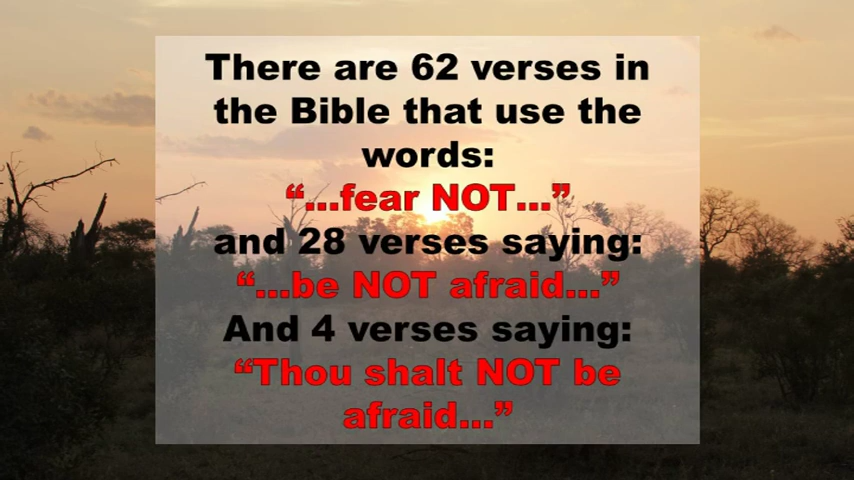 There are 62 verses in
the Bible that use the
words:
“...fear NOT...”
and 28 verses saying:
“...be NOT afraid...”
And 4 verses saying:
“Thou shalt NOT be
afraid...”